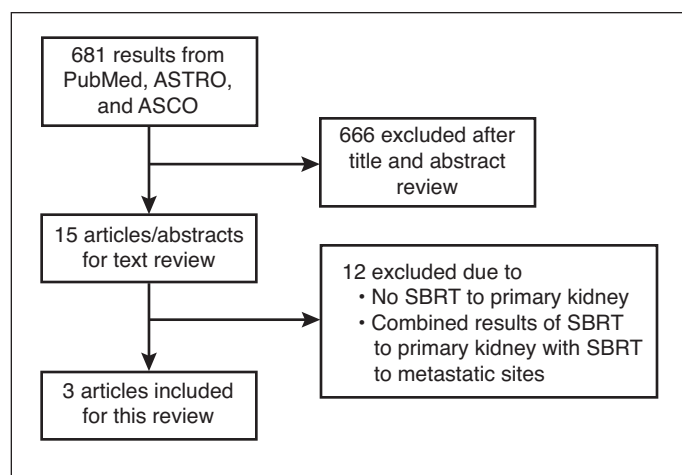 681 results from
PubMed, ASTRO,
and ASCO
666 excluded after
title and abstract
review
15 articles/abstracts
for text review
12 excluded due to
• No SBRT to primary kidney
• Combined results of SBRT
to primary kidney with SBRT
to metastatic sites
3 articles included
for this review